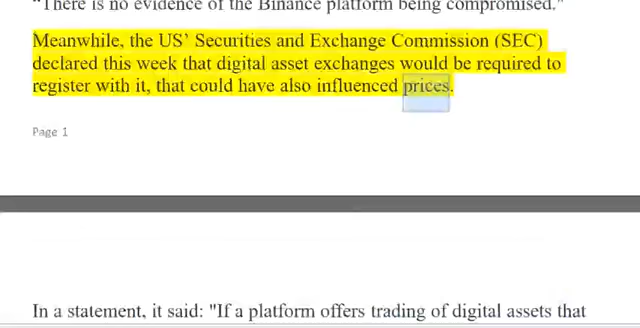 "There is no evidence of the Binance platform being compromised."
Meanwhile, the US' Securities and Exchange Commission (SEC)
declared this week that digital asset exchanges would be required to
register with it, that could have also influenced prices.
Page 1
In a statement, it said: "If a platform offers trading of digital assets that